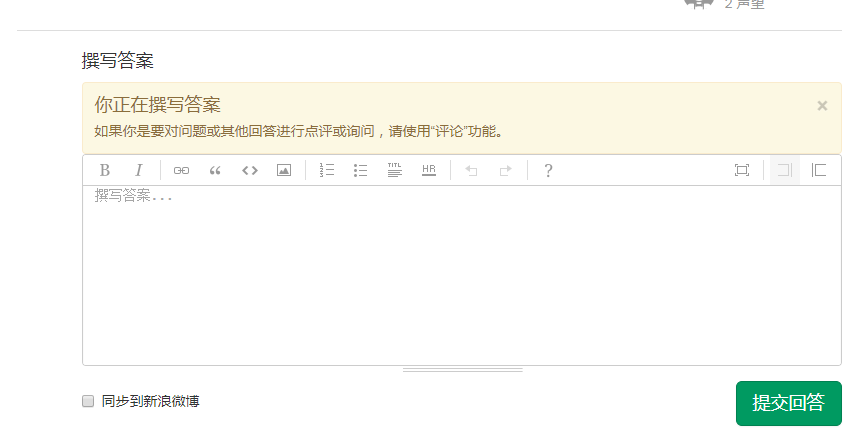 2 声望
撰写答案
你正在撰写答案
如果你是要对问题或其他回答进行点评或询问，请使用“评论”功能。
B I “ 1 2 3 TITL HR ?
撰写答案...
同步到新浪微博
提交回答